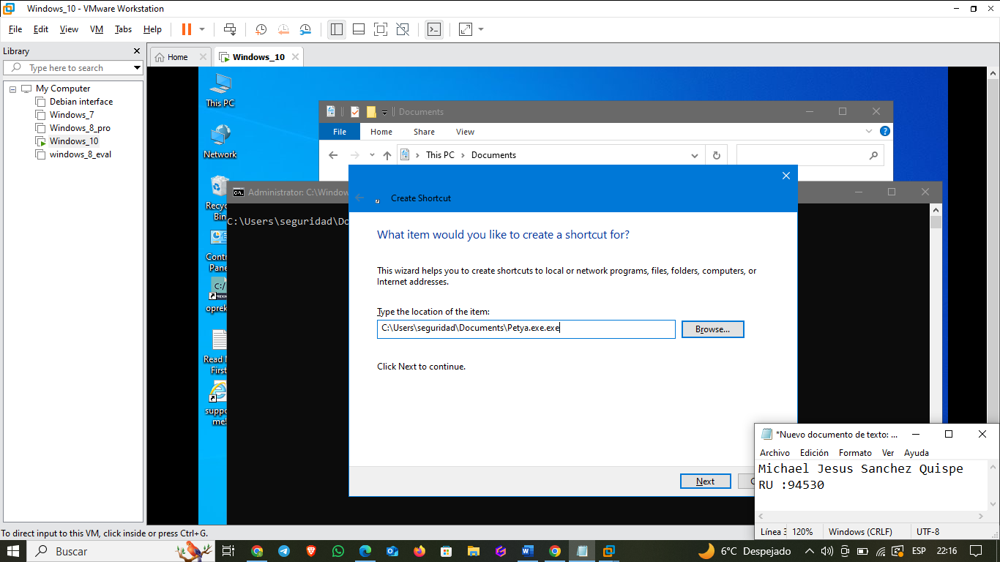 Windows_10 - VMware Workstation
File Edit View VM Tabs Help
Library
Type here to search
My Computer
Debian interface
Windows_7
Windows_8_pro
Windows_10
windows_8_eval
Home
Windows_10
This PC
Network
Recyc
Bin
Contr
Pane
oprek
Read M
First
suppo
me!
Documents
File Home Share View
This PC > Documents
Administrator: C:\Window
C:\Users\seguridad\Do
Create Shortcut
What item would you like to create a shortcut for?
This wizard helps you to create shortcuts to local or network programs, files, folders, computers, or
Internet addresses.
Type the location of the item:
C:\Users\seguridad\Documents\Petya.exe.exe
Browse...
Click Next to continue.
Next
*Nuevo documento de texto: ...
Archivo Edición Formato Ver Ayuda
Michael Jesus Sanchez Quispe
RU :94530
Línea 3 120% Windows (CRLF) UTF-8
To direct input to this VM, click inside or press Ctrl+G.
Buscar
6°C Despejado
ESP
22:16